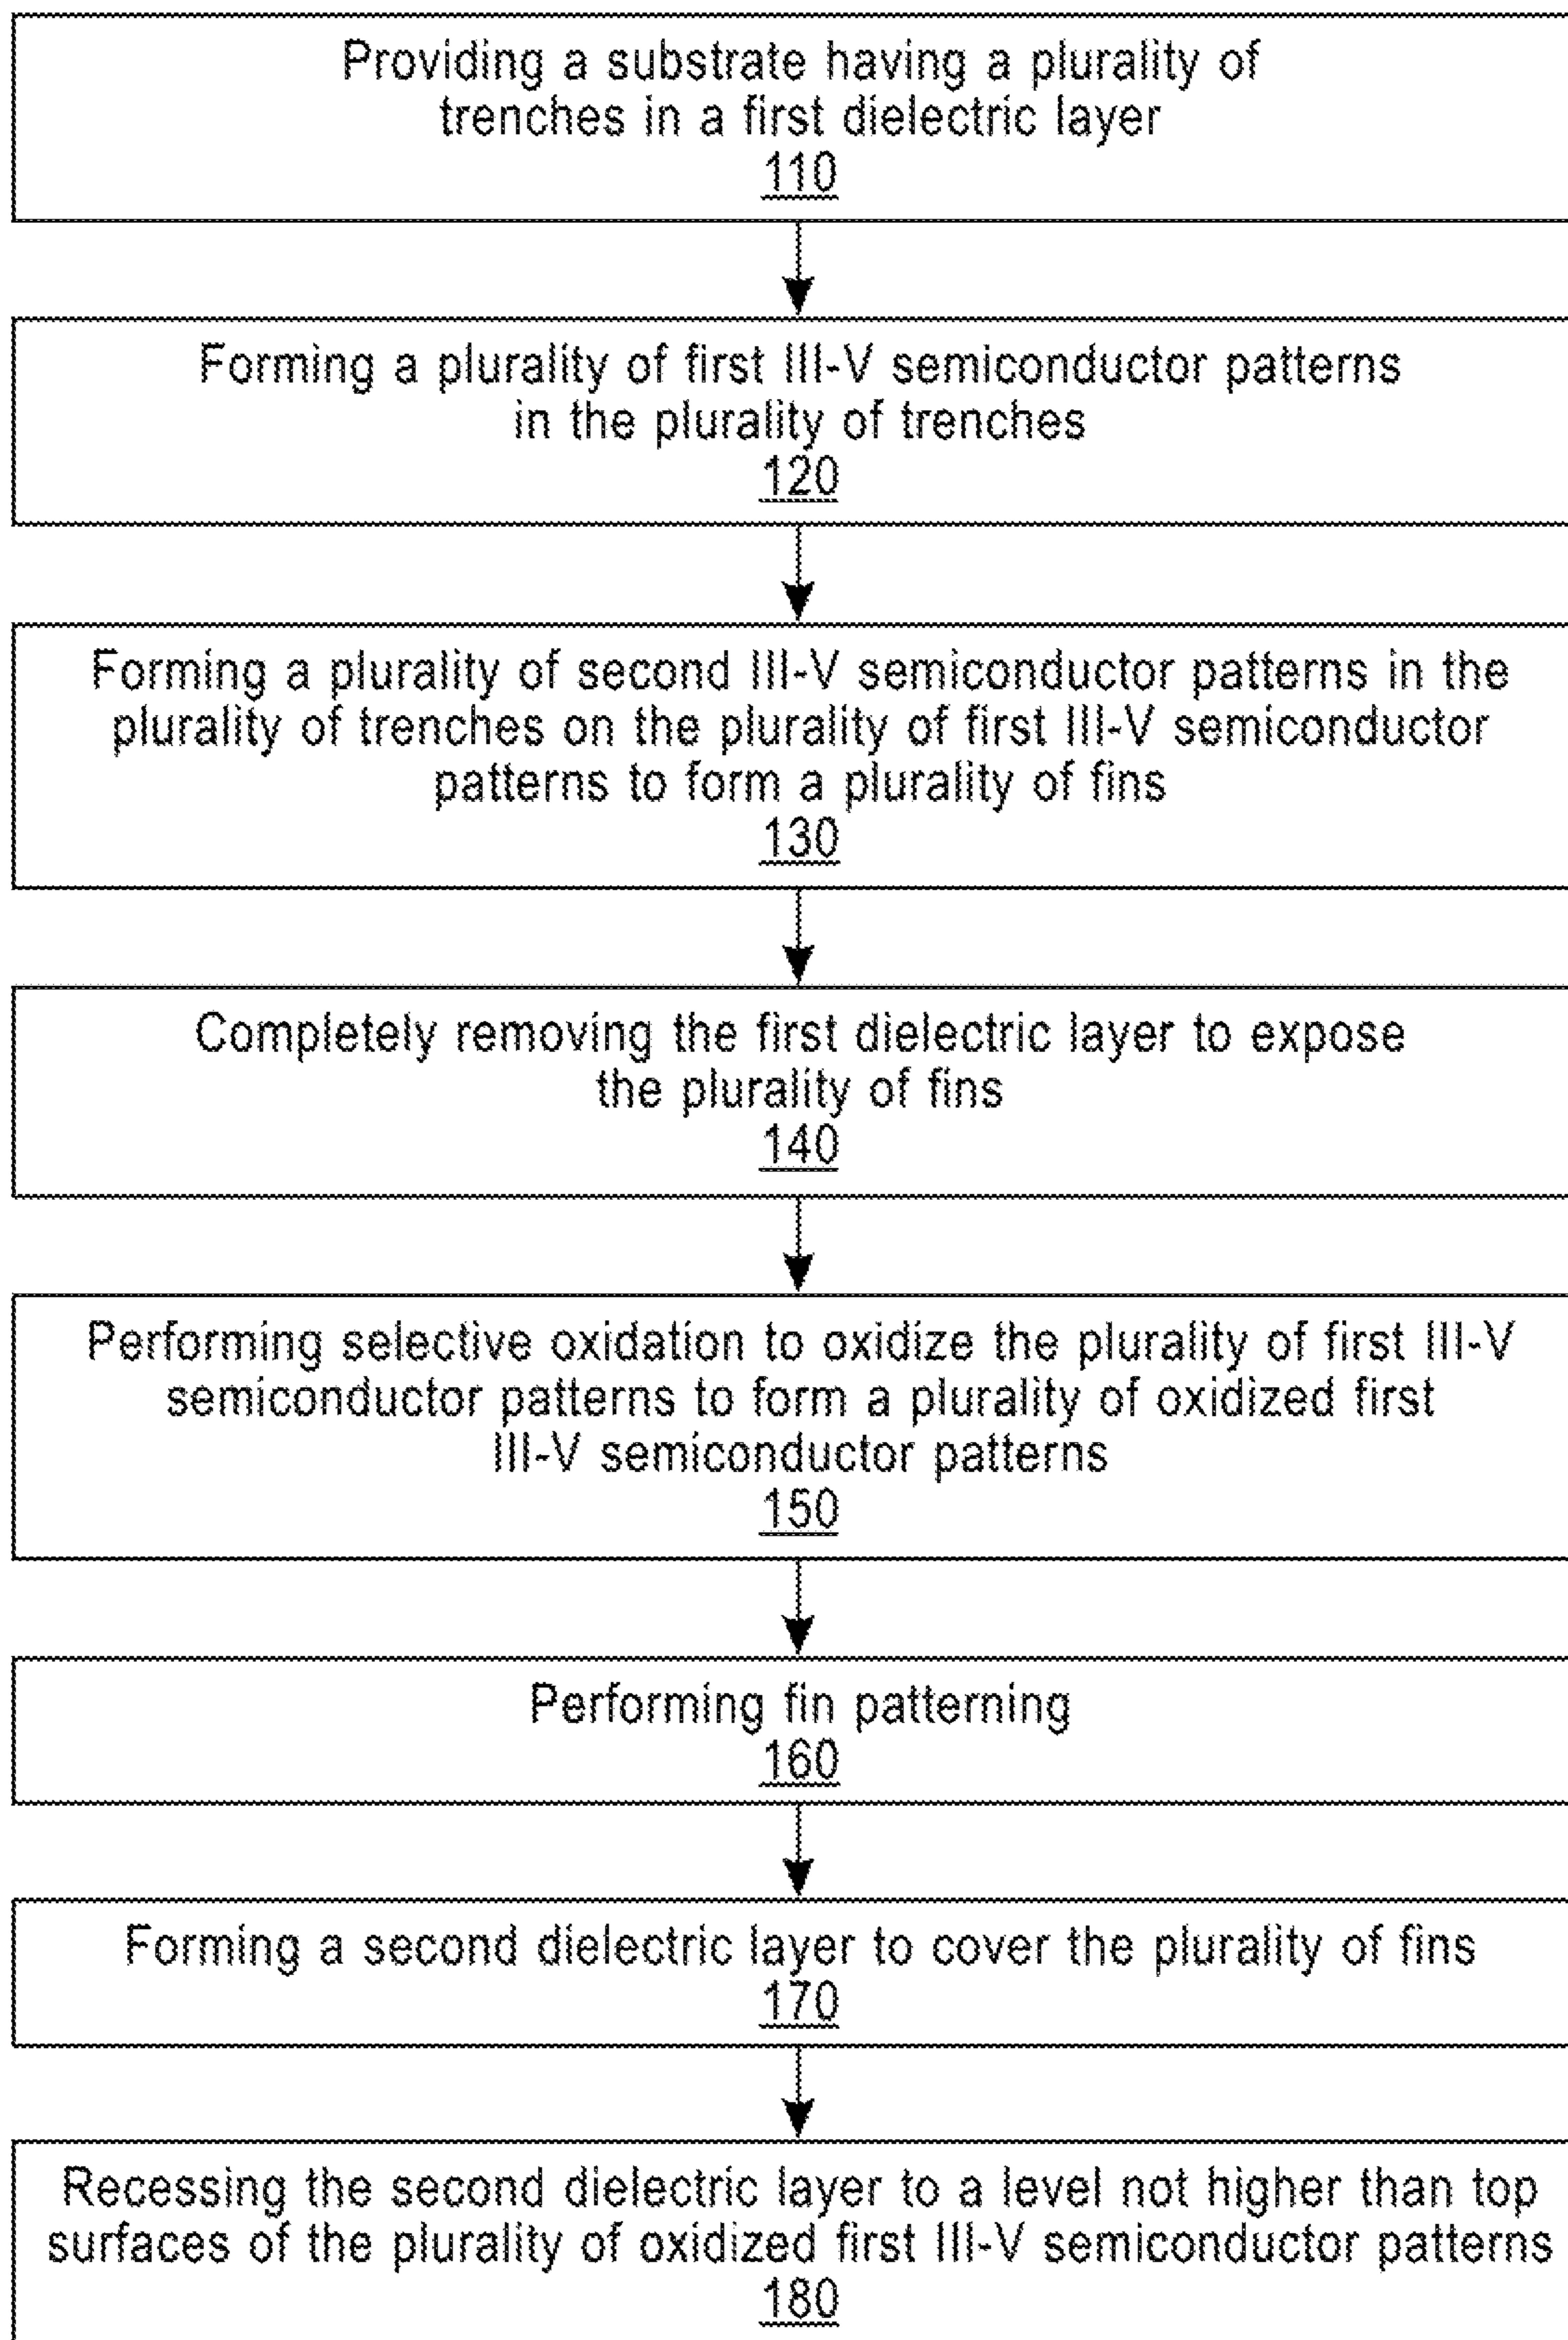 Providing a substrate having a plurality of
trenches in a first dielectric layer
110
Forming a plurality of first III-V semiconductor patterns
in the plurality of trenches
120
Forming a plurality of second III-V semiconductor patterns in the
plurality of trenches on the plurality of first III-V semiconductor
patterns to form a plurality of fins
130
Completely removing the first dielectric layer to expose
the plurality of fins
140
Performing selective oxidation to oxidize the plurality of first III-V
semiconductor patterns to form a plurality of oxidized first
III-V semiconductor patterns
150
Performing fin patterning
160
Forming a second dielectric layer to cover the plurality of fins
170
Recessing the second dielectric layer to a level not higher than top
surfaces of the plurality of oxidized first III-V semiconductor patterns
180